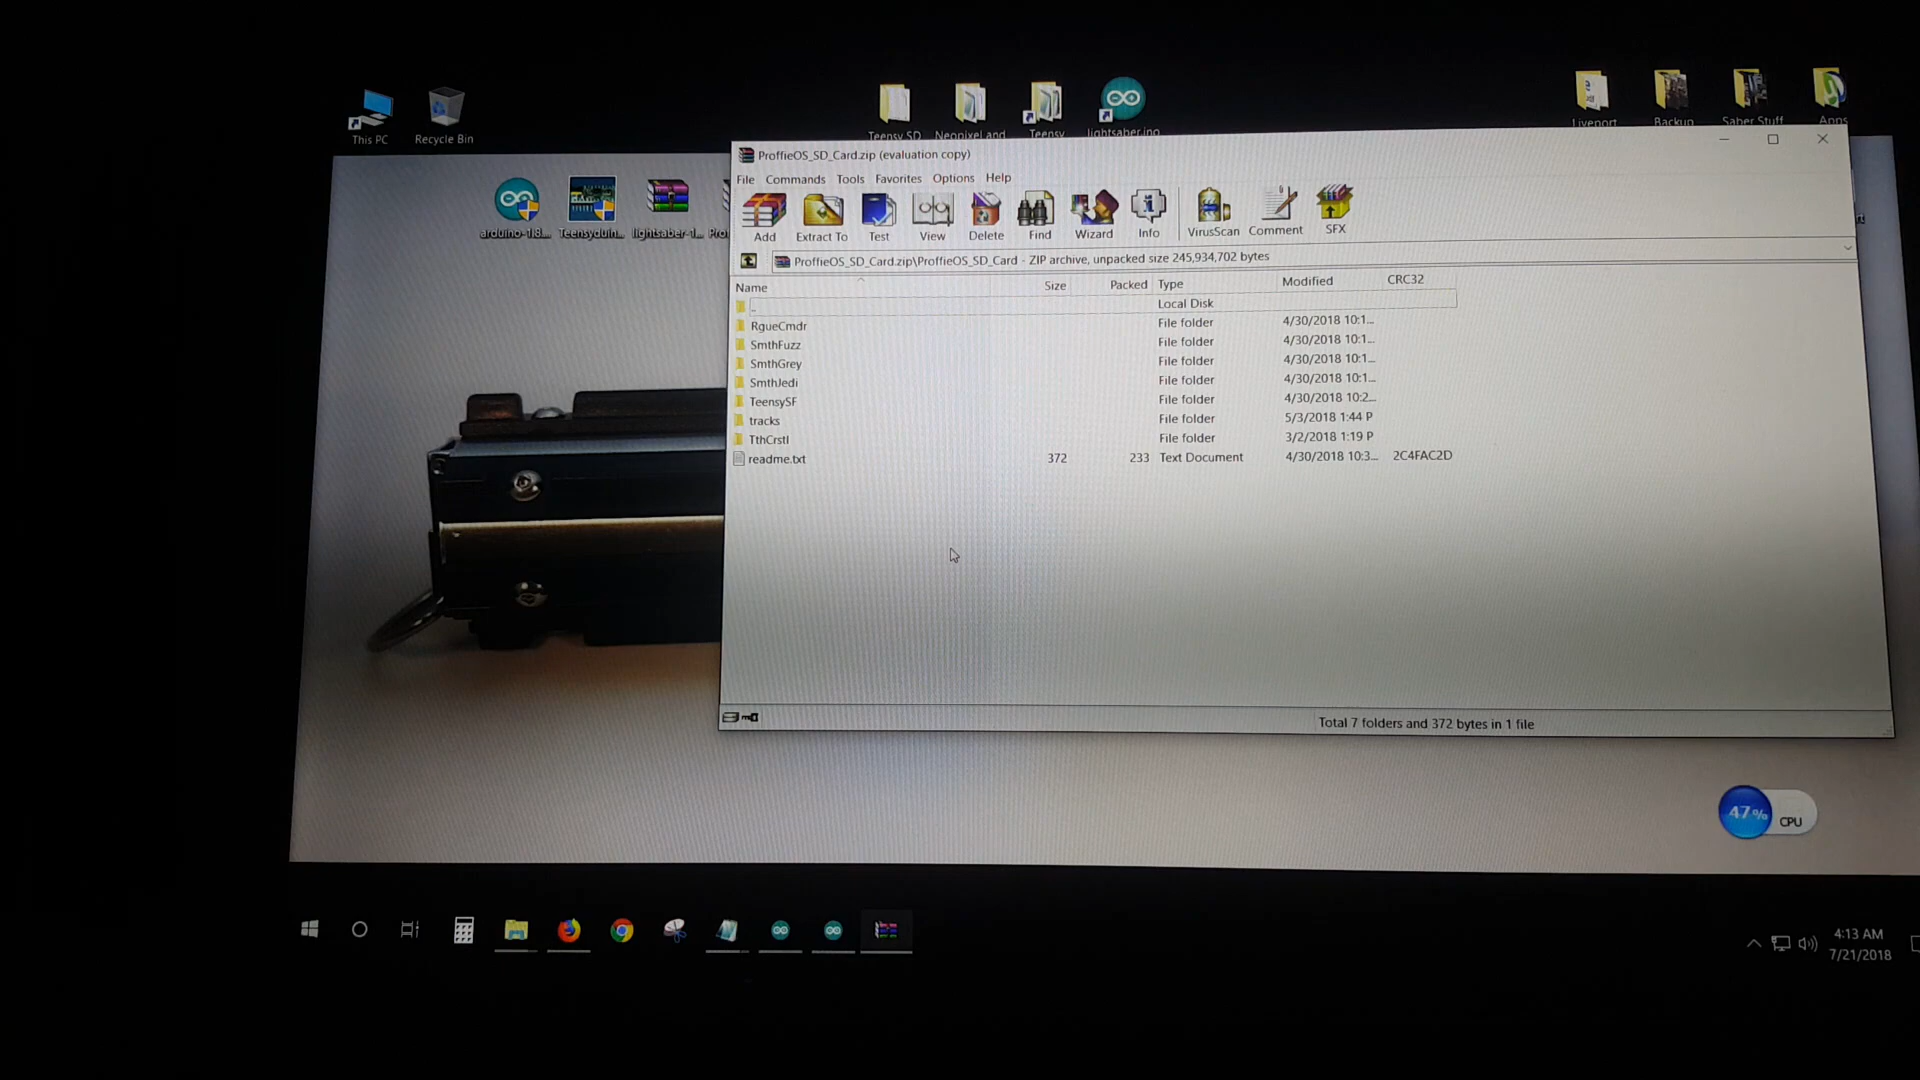 This PC
Recycle Bin
Teensy SD
Neopixel and
Teensy
lightsaber.ino
Liveport
Backup
Saber Stuff
Apps
arduino-1.8...
Teensyduin...
lightsaber-1...
ProffieOS_SD_Card.zip (evaluation copy)
File Commands Tools Favorites Options Help
Add Extract To Test View Delete Find Wizard Info VirusScan Comment SFX
ProffieOS_SD_Card.zip\ProffieOS_SD_Card - ZIP archive, unpacked size 245,934,702 bytes
Name Size Packed Type Modified CRC32
.. Local Disk
RgueCmdr File folder 4/30/2018 10:1...
SmthFuzz File folder 4/30/2018 10:1...
SmthGrey File folder 4/30/2018 10:1...
SmthJedi File folder 4/30/2018 10:1...
TeensySF File folder 4/30/2018 10:2...
tracks File folder 5/3/2018 1:44 P
TthCrstl File folder 3/2/2018 1:19 P
readme.txt 372 233 Text Document 4/30/2018 10:3... 2C4FAC2D
Total 7 folders and 372 bytes in 1 file
47% CPU
4:13 AM
7/21/2018